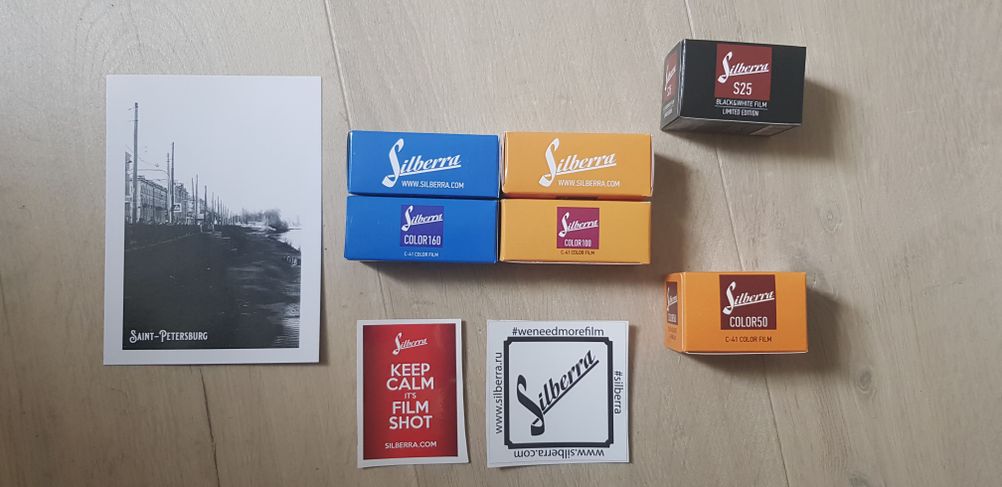 Saint-Petersburg
Silberra
WWW.SILBERRA.COM
Silberra
COLOR160
C-41 COLOR FILM
Silberra
WWW.SILBERRA.COM
Silberra
COLOR100
C-41 COLOR FILM
Silberra
S25
BLACK&WHITE FILM
LIMITED EDITION
Silberra
COLOR50
C-41 COLOR FILM
Silberra
KEEP
CALM
IT'S
FILM
SHOT
SILBERRA.COM
#weneedmorefilm
www.silberra.ru
Silberra
#silberra
www.silberra.com